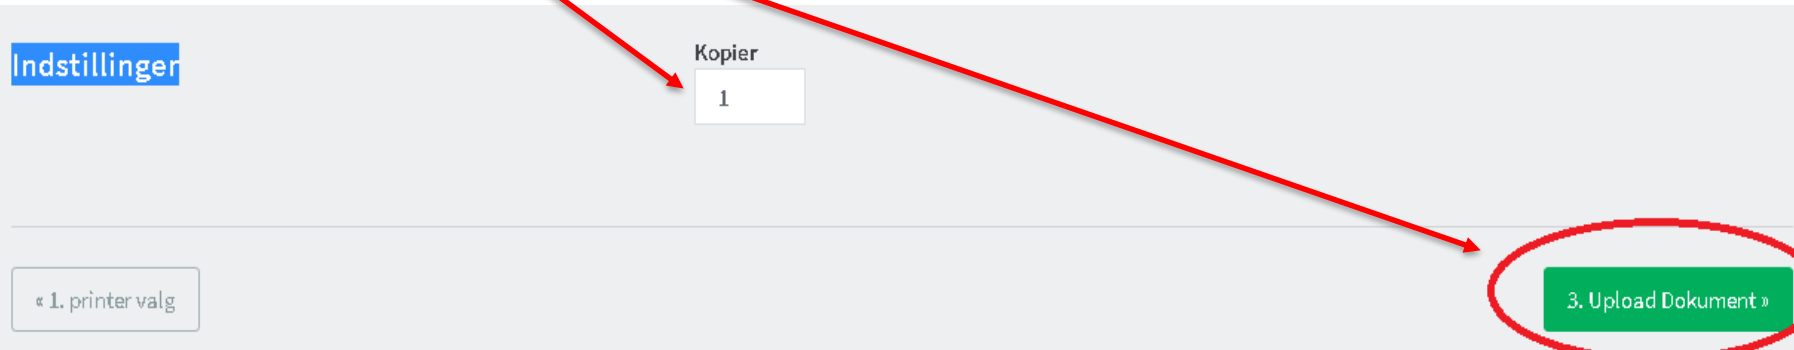 Indstillinger
Kopier
1
« 1. printer valg
3. Upload Dokument »